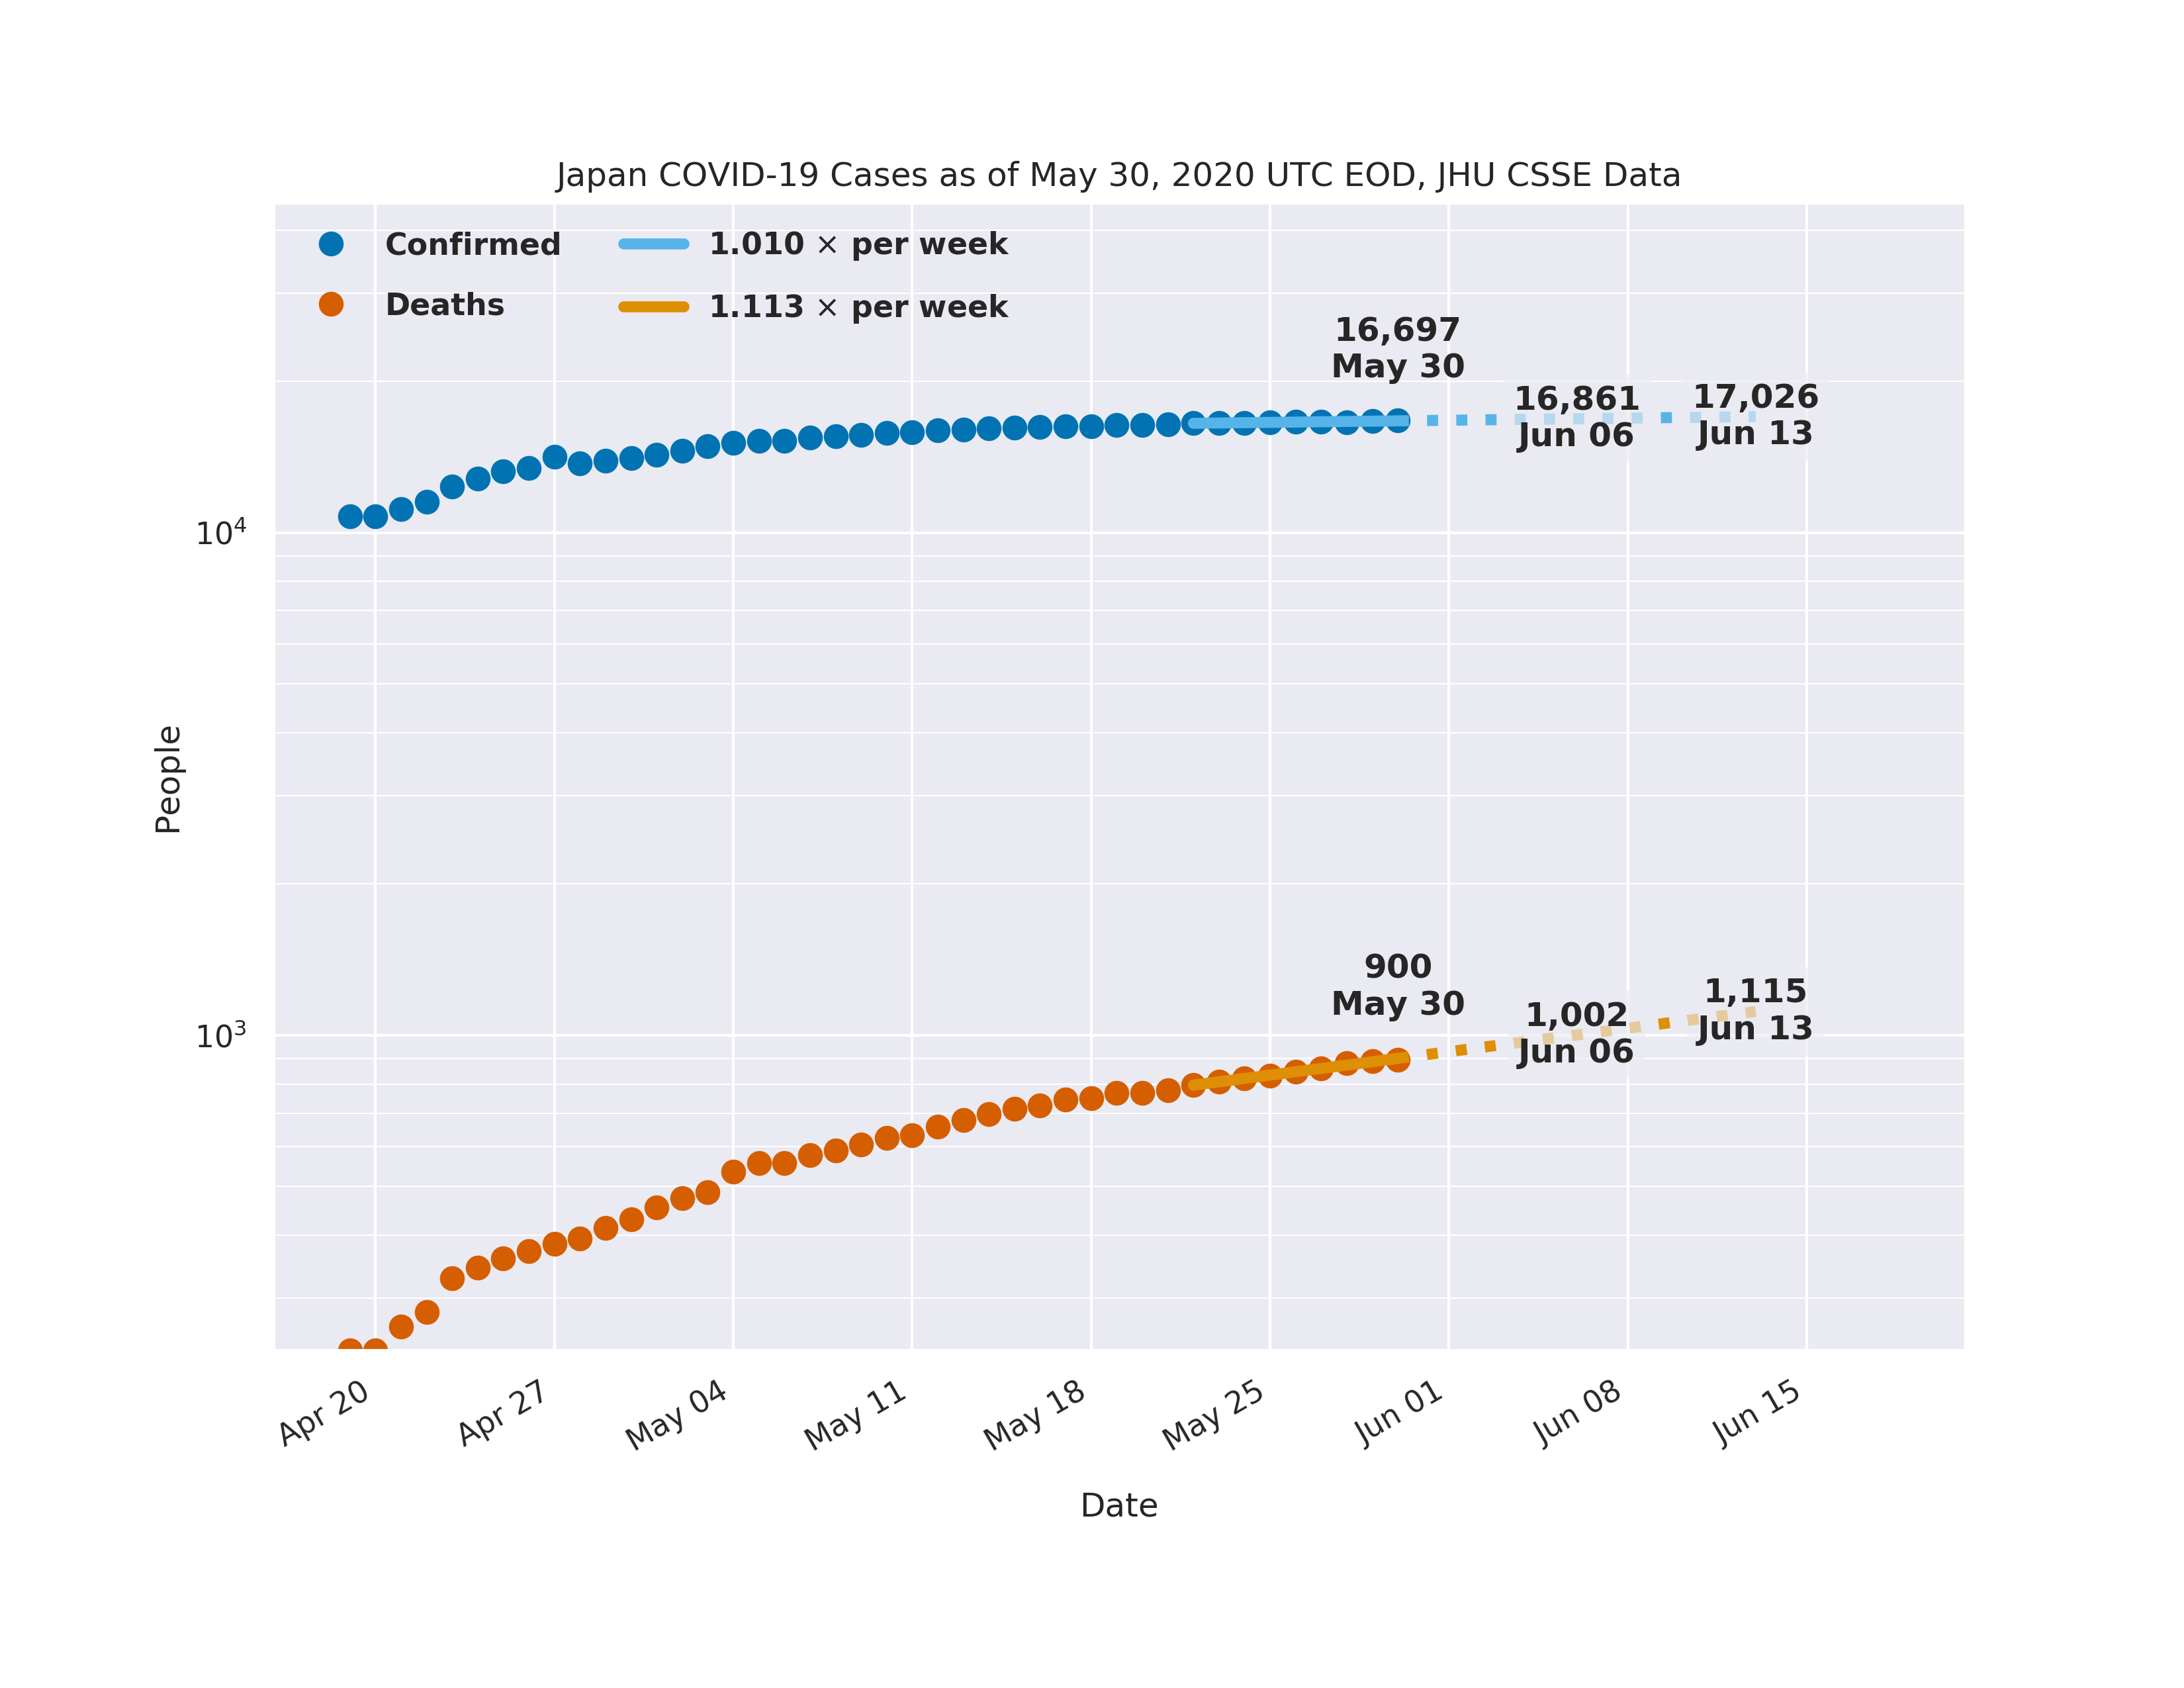 Japan COVID-19 Cases as of May 30, 2020 UTC EOD, JHU CSSE Data
Confirmed
Deaths
1.010 × per week
1.113 × per week
16,697
May 30
16,861
Jun 06
17,026
Jun 13
10⁴
People
900
May 30
1,002
Jun 06
1,115
Jun 13
10³
Apr 20
Apr 27
May 04
May 11
May 18
May 25
Jun 01
Jun 08
Jun 15
Date